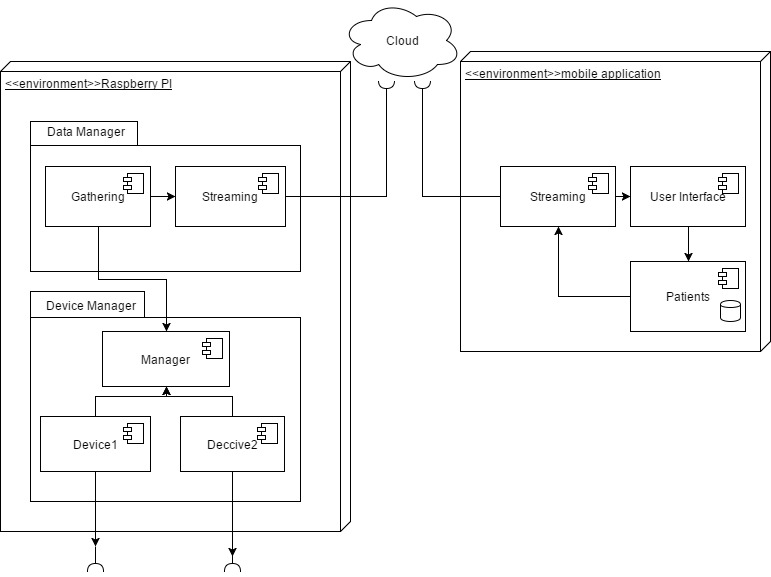 Cloud
<<environment>>Raspberry PI
<<environment>>mobile application
Data Manager
Gathering
Streaming
Streaming
User Interface
Patients
Device Manager
Manager
Device1
Deccive2